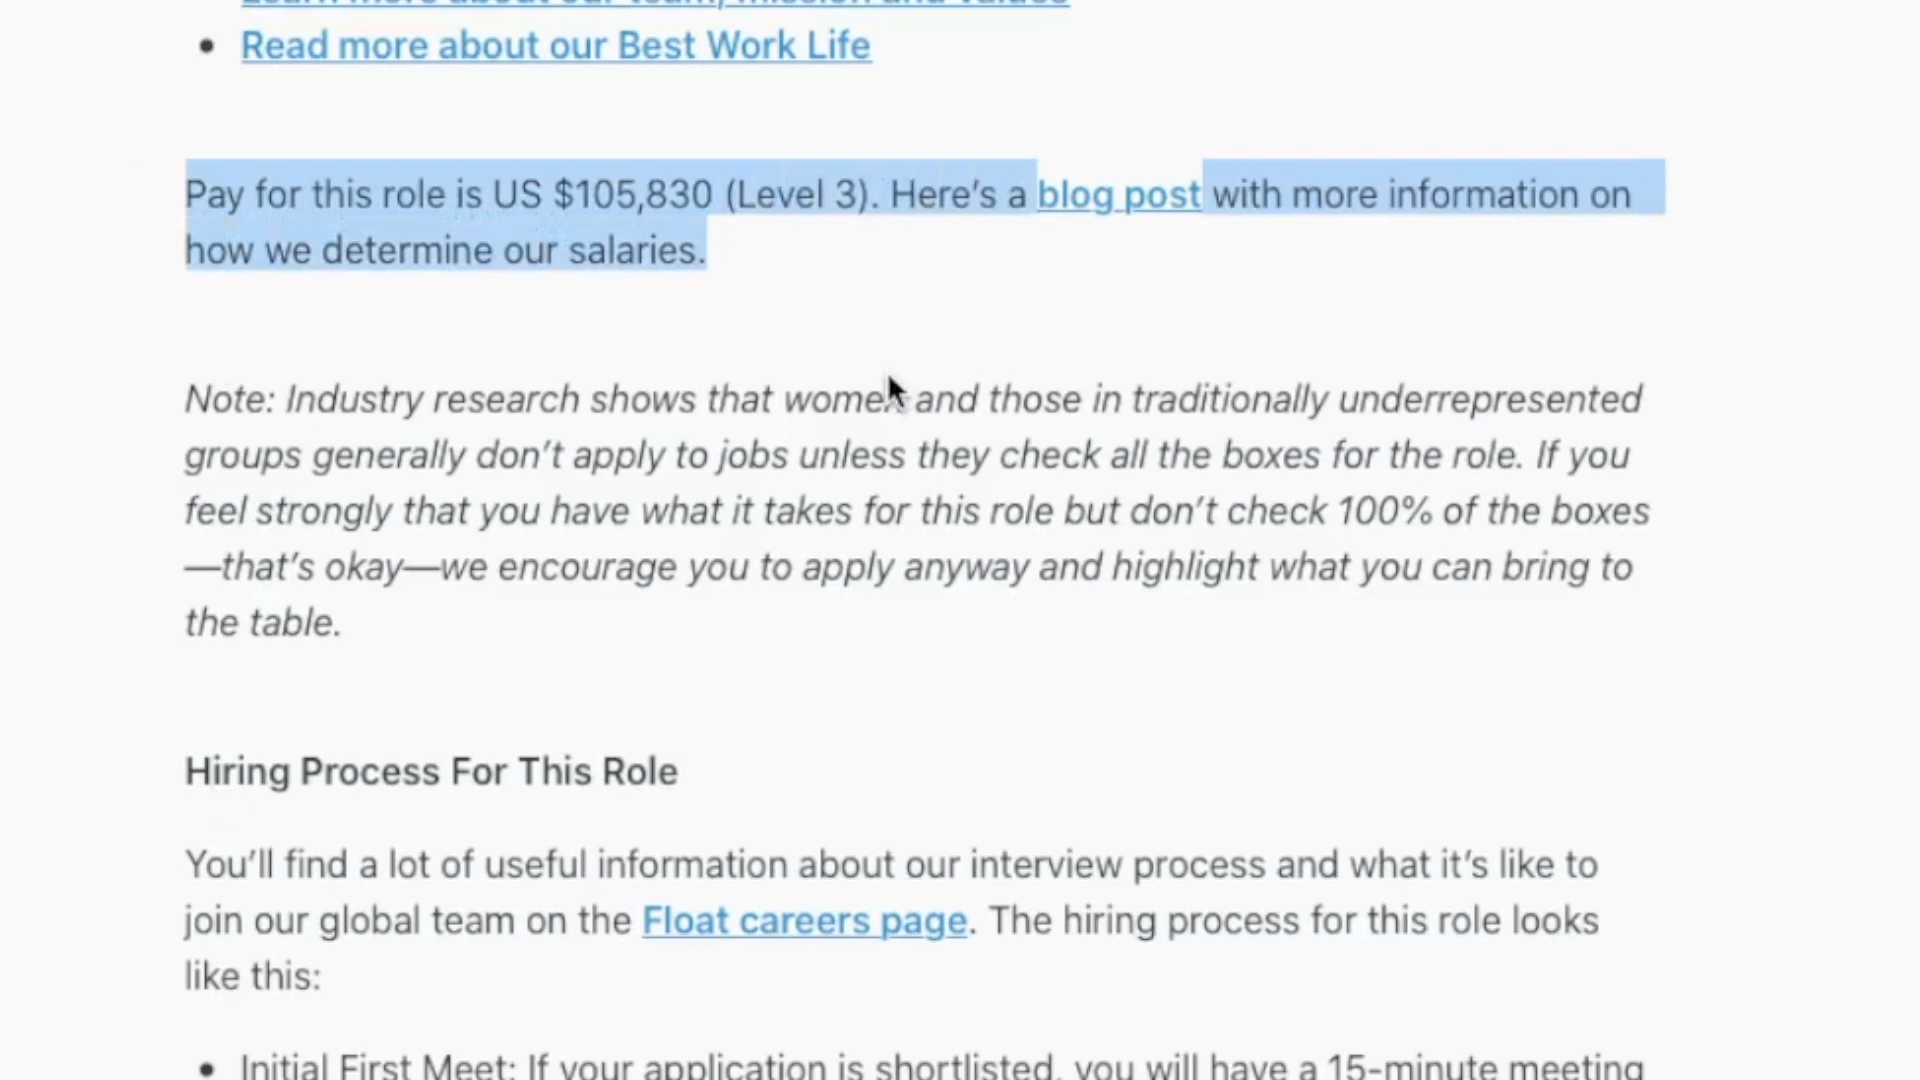 Learn more about our team, mission and values
Read more about our Best Work Life
Pay for this role is US $105,830 (Level 3). Here’s a blog post with more information on
how we determine our salaries.
Note: Industry research shows that women and those in traditionally underrepresented
groups generally don’t apply to jobs unless they check all the boxes for the role. If you
feel strongly that you have what it takes for this role but don’t check 100% of the boxes
—that’s okay—we encourage you to apply anyway and highlight what you can bring to
the table.
Hiring Process For This Role
You’ll find a lot of useful information about our interview process and what it’s like to
join our global team on the Float careers page. The hiring process for this role looks
like this:
Initial First Meet: If your application is shortlisted, you will have a 15-minute meeting